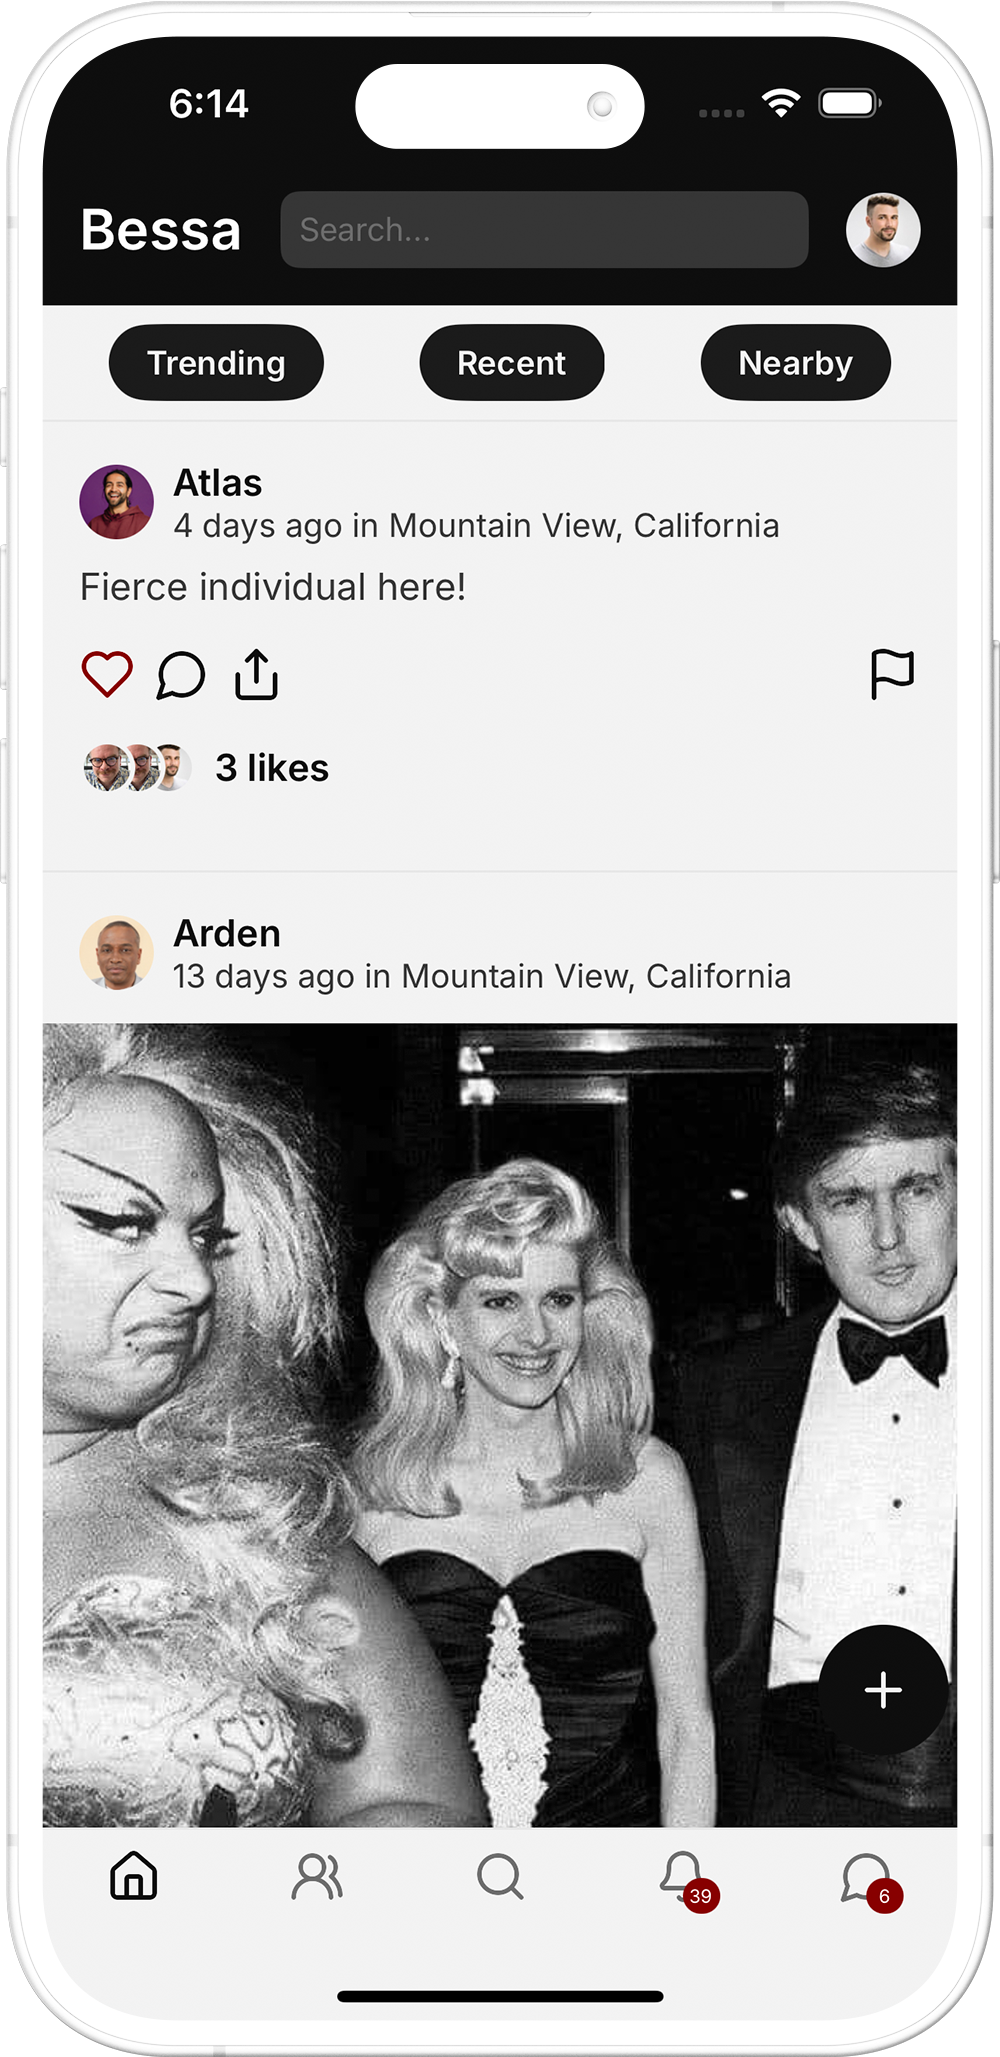 6:14
Bessa
Search...
Trending
Recent
Nearby
Atlas
4 days ago in Mountain View, California
Fierce individual here!
3 likes
Arden
13 days ago in Mountain View, California
39
6